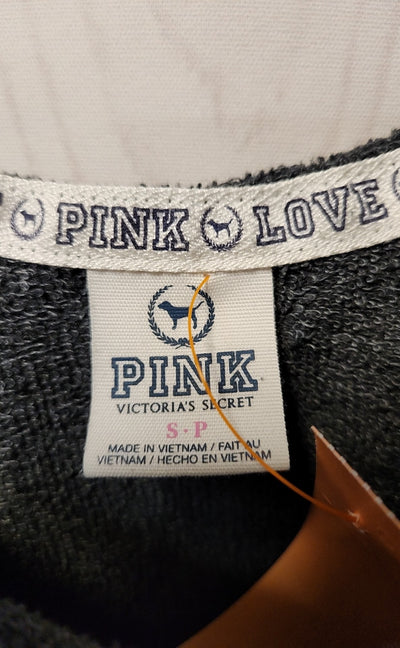 PINK LOVE
PINK
VICTORIA'S SECRET
S·P
MADE IN VIETNAM / FAIT AU
VIETNAM / HECHO EN VIETNAM